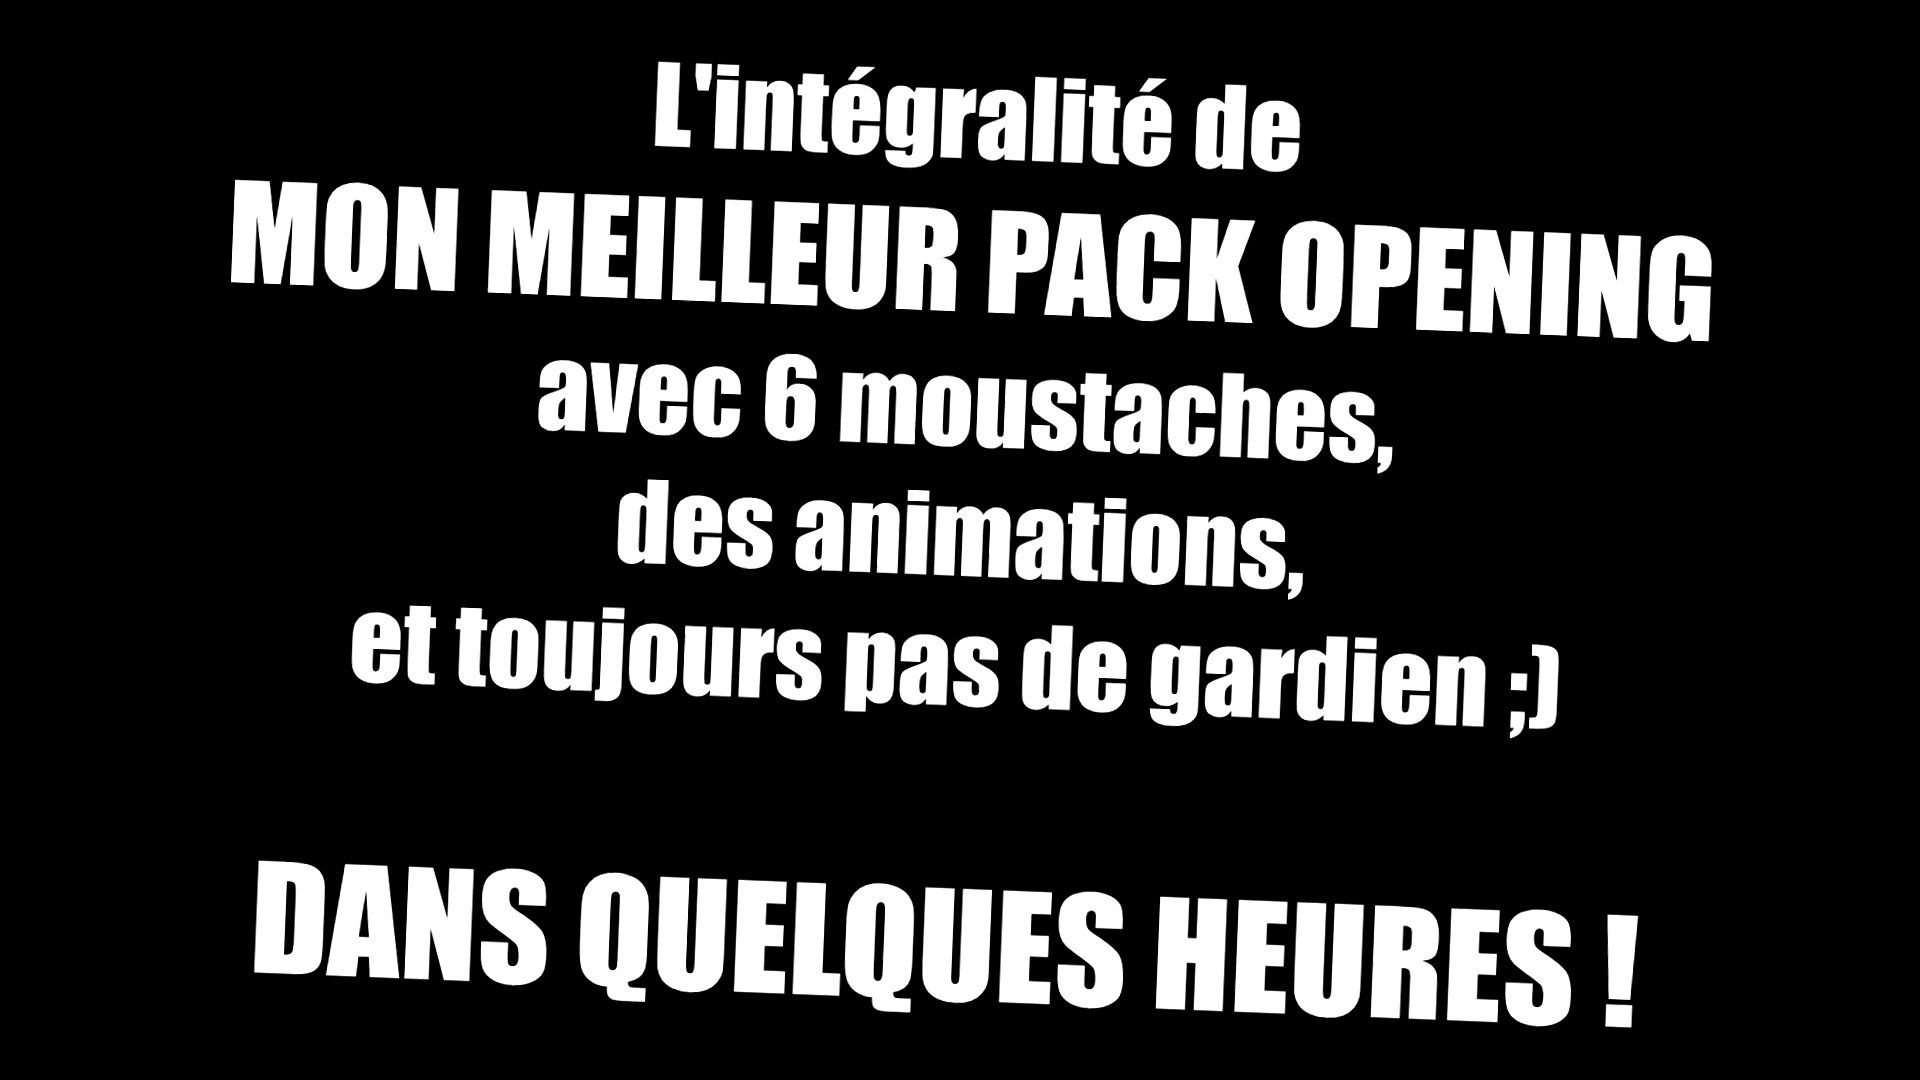 L'intégralité de
MON MEILLEUR PACK OPENING
avec 6 moustaches,
des animations,
et toujours pas de gardien ;)
DANS QUELQUES HEURES !